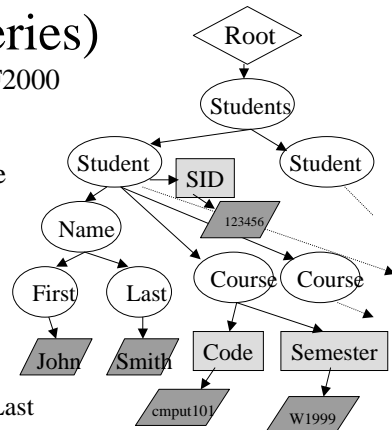 eries)
Root
2000
Students
Student
Student
SID
e
123456
Name
Course
Course
First
Last
John
Smith
Code
Semester
Last
cmput101
W1999